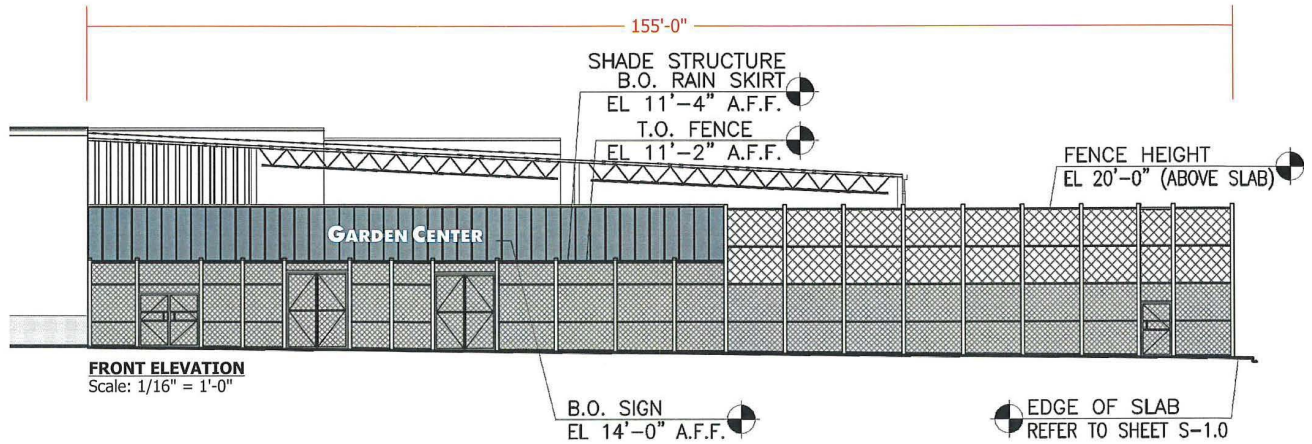 155'-0"
SHADE STRUCTURE
B.O. RAIN SKIRT
EL 11'-4" A.F.F.
T.O. FENCE
EL 11'-2" A.F.F.
FENCE HEIGHT
EL 20'-0" (ABOVE SLAB)
GARDEN CENTER
FRONT ELEVATION
Scale: 1/16" = 1'-0"
B.O. SIGN
EL 14'-0" A.F.F.
EDGE OF SLAB
REFER TO SHEET S-1.0